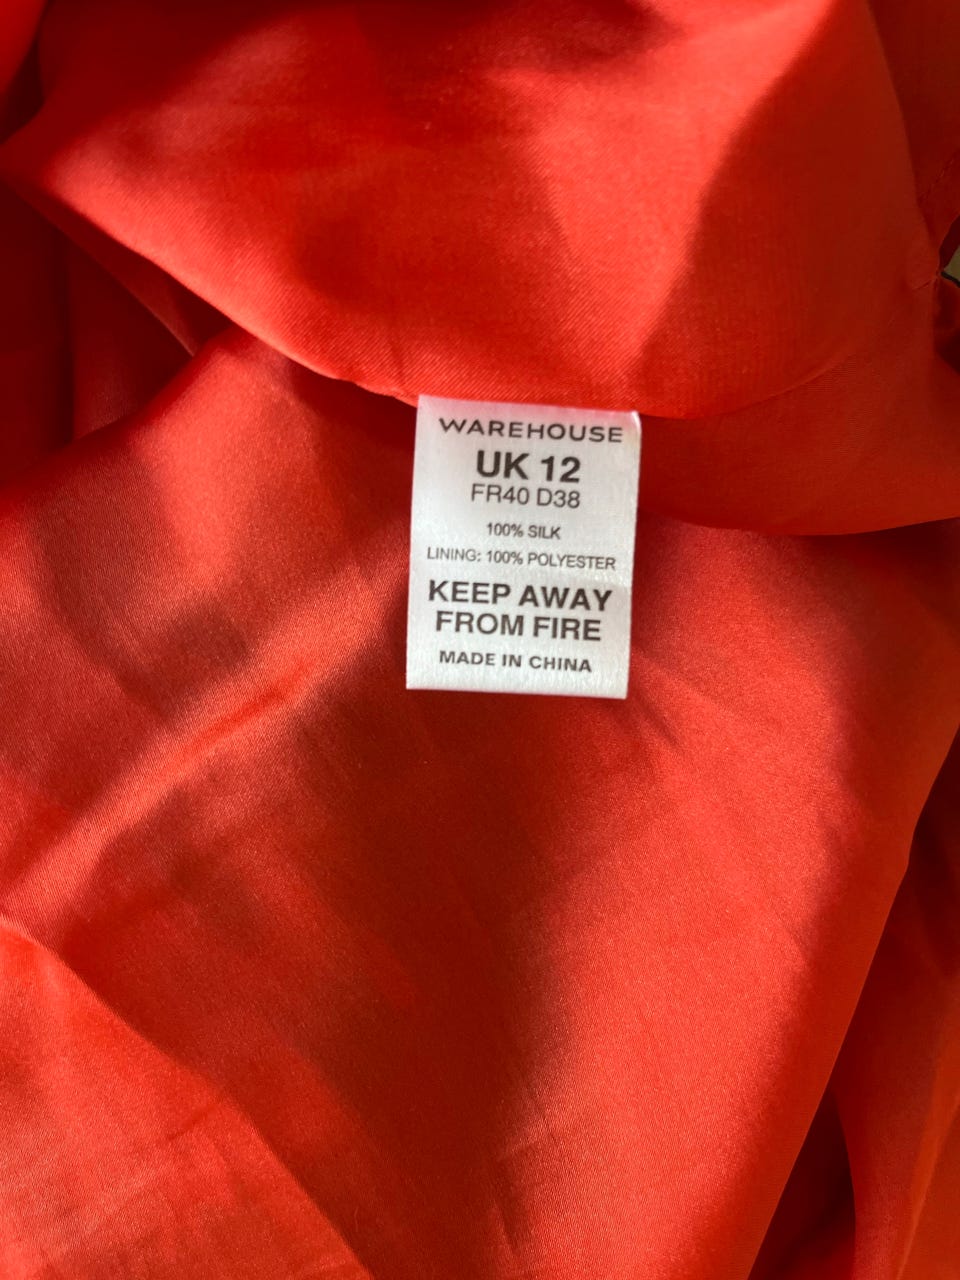 WAREHOUSE
UK 12
FR40 D38
100% SILK
LINING: 100% POLYESTER
KEEP AWAY
FROM FIRE
MADE IN CHINA